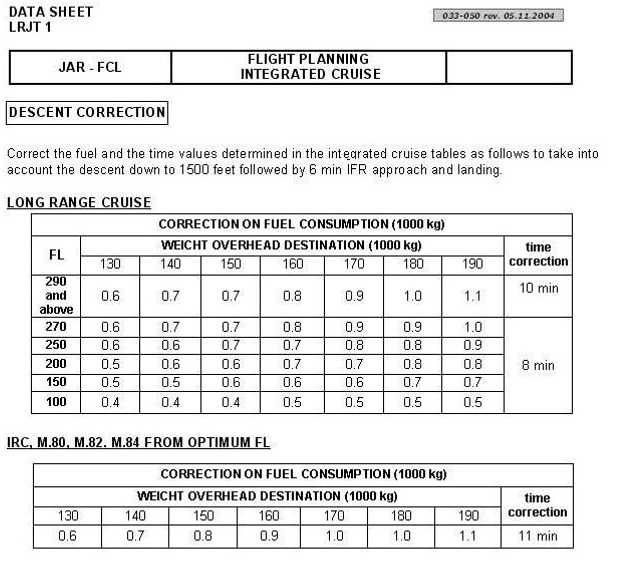 DATA SHEET
LRJT 1
033-050 rev. 05.11.2004
JAR - FCL
FLIGHT PLANNING
INTEGRATED CRUISE
DESCENT CORRECTION
Correct the fuel and the time values determined in the integrated cruise tables as follows to take into
account the descent down to 1500 feet followed by 6 min IFR approach and landing.
LONG RANGE CRUISE
CORRECTION ON FUEL CONSUMPTION (1000 kg)
FL WEICHT OVERHEAD DESTINATION (1000 kg) time correction
130 140 150 160 170 180 190
290 and above 0.6 0.7 0.7 0.8 0.9 1.0 1.1 10 min
270 0.6 0.7 0.7 0.8 0.9 0.9 1.0
250 0.6 0.6 0.7 0.7 0.8 0.8 0.9
200 0.5 0.6 0.6 0.7 0.7 0.8 0.8 8 min
150 0.5 0.5 0.6 0.6 0.6 0.7 0.7
100 0.4 0.4 0.4 0.5 0.5 0.5 0.5
IRC, M.80, M.82. M.84 FROM OPTIMUM FL
CORRECTION ON FUEL CONSUMPTION (1000 kg)
WEICHT OVERHEAD DESTINATION (1000 kg) time correction
130 140 150 160 170 180 190
0.6 0.7 0.8 0.9 1.0 1.0 1.1 11 min